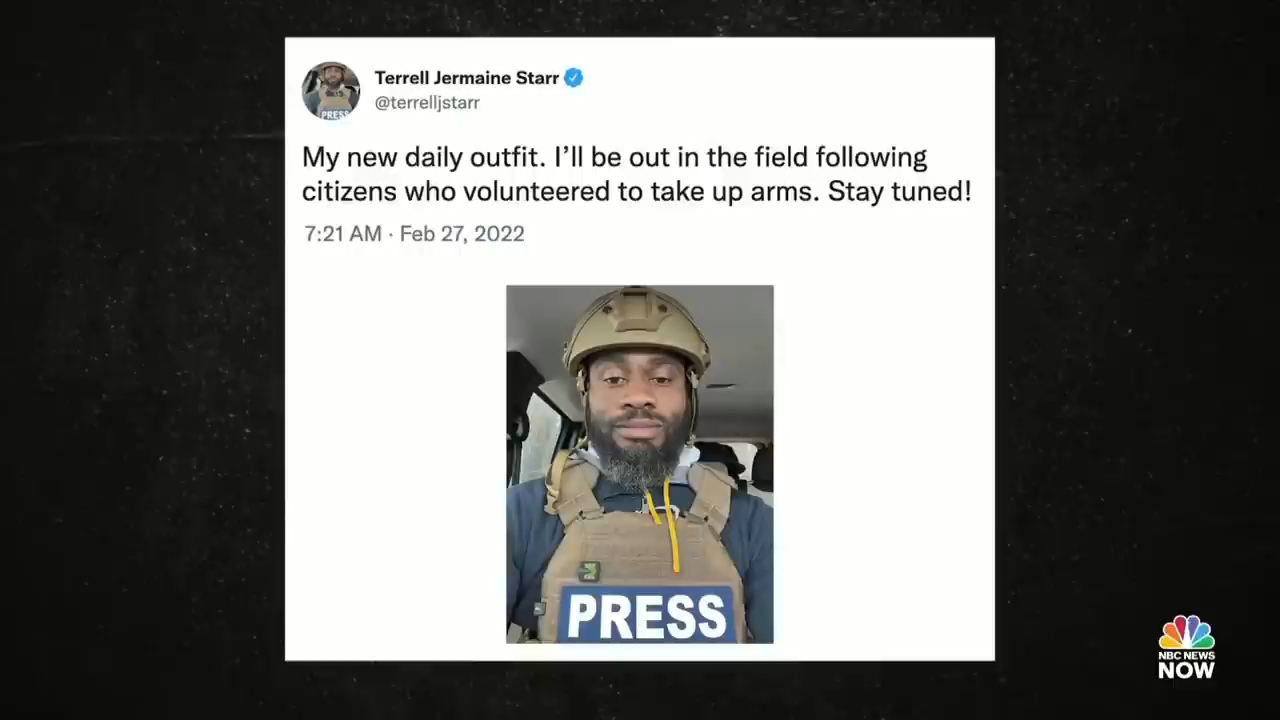 Terrell Jermaine Starr
@terrelljstarr
My new daily outfit. I’ll be out in the field following
citizens who volunteered to take up arms. Stay tuned!
7:21 AM · Feb 27, 2022
PRESS
PRESS
NBC NEWS
NOW